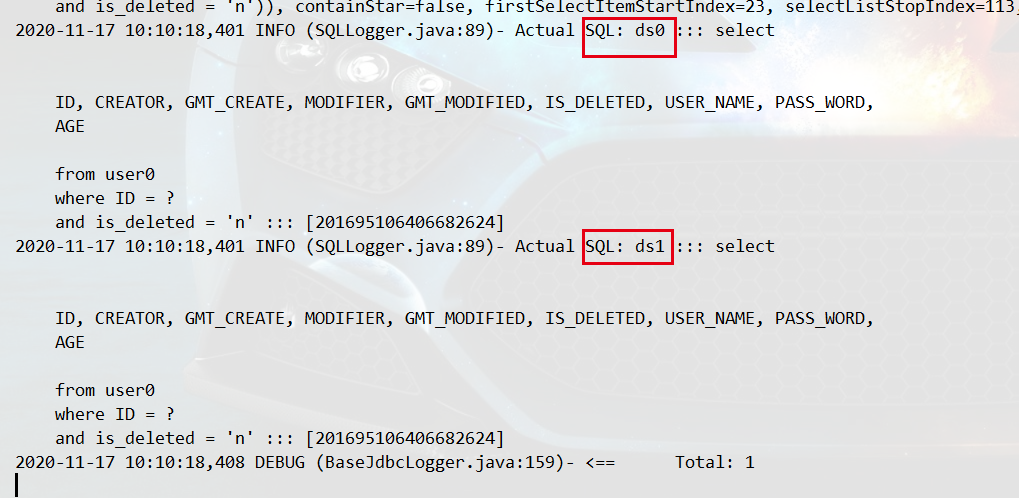 and is_deleted = 'n')), containStar=false, firstSelectItemStartIndex=23, selectListStopIndex=113,
2020-11-17 10:10:18,401 INFO (SQLLogger.java:89)- Actual SQL: ds0 ::: select
ID, CREATOR, GMT_CREATE, MODIFIER, GMT_MODIFIED, IS_DELETED, USER_NAME, PASS_WORD,
AGE
from user0
where ID = ?
and is_deleted = 'n' ::: [201695106406682624]
2020-11-17 10:10:18,401 INFO (SQLLogger.java:89)- Actual SQL: ds1 ::: select
ID, CREATOR, GMT_CREATE, MODIFIER, GMT_MODIFIED, IS_DELETED, USER_NAME, PASS_WORD,
AGE
from user0
where ID = ?
and is_deleted = 'n' ::: [201695106406682624]
2020-11-17 10:10:18,408 DEBUG (BaseJdbcLogger.java:159)- <==      Total: 1